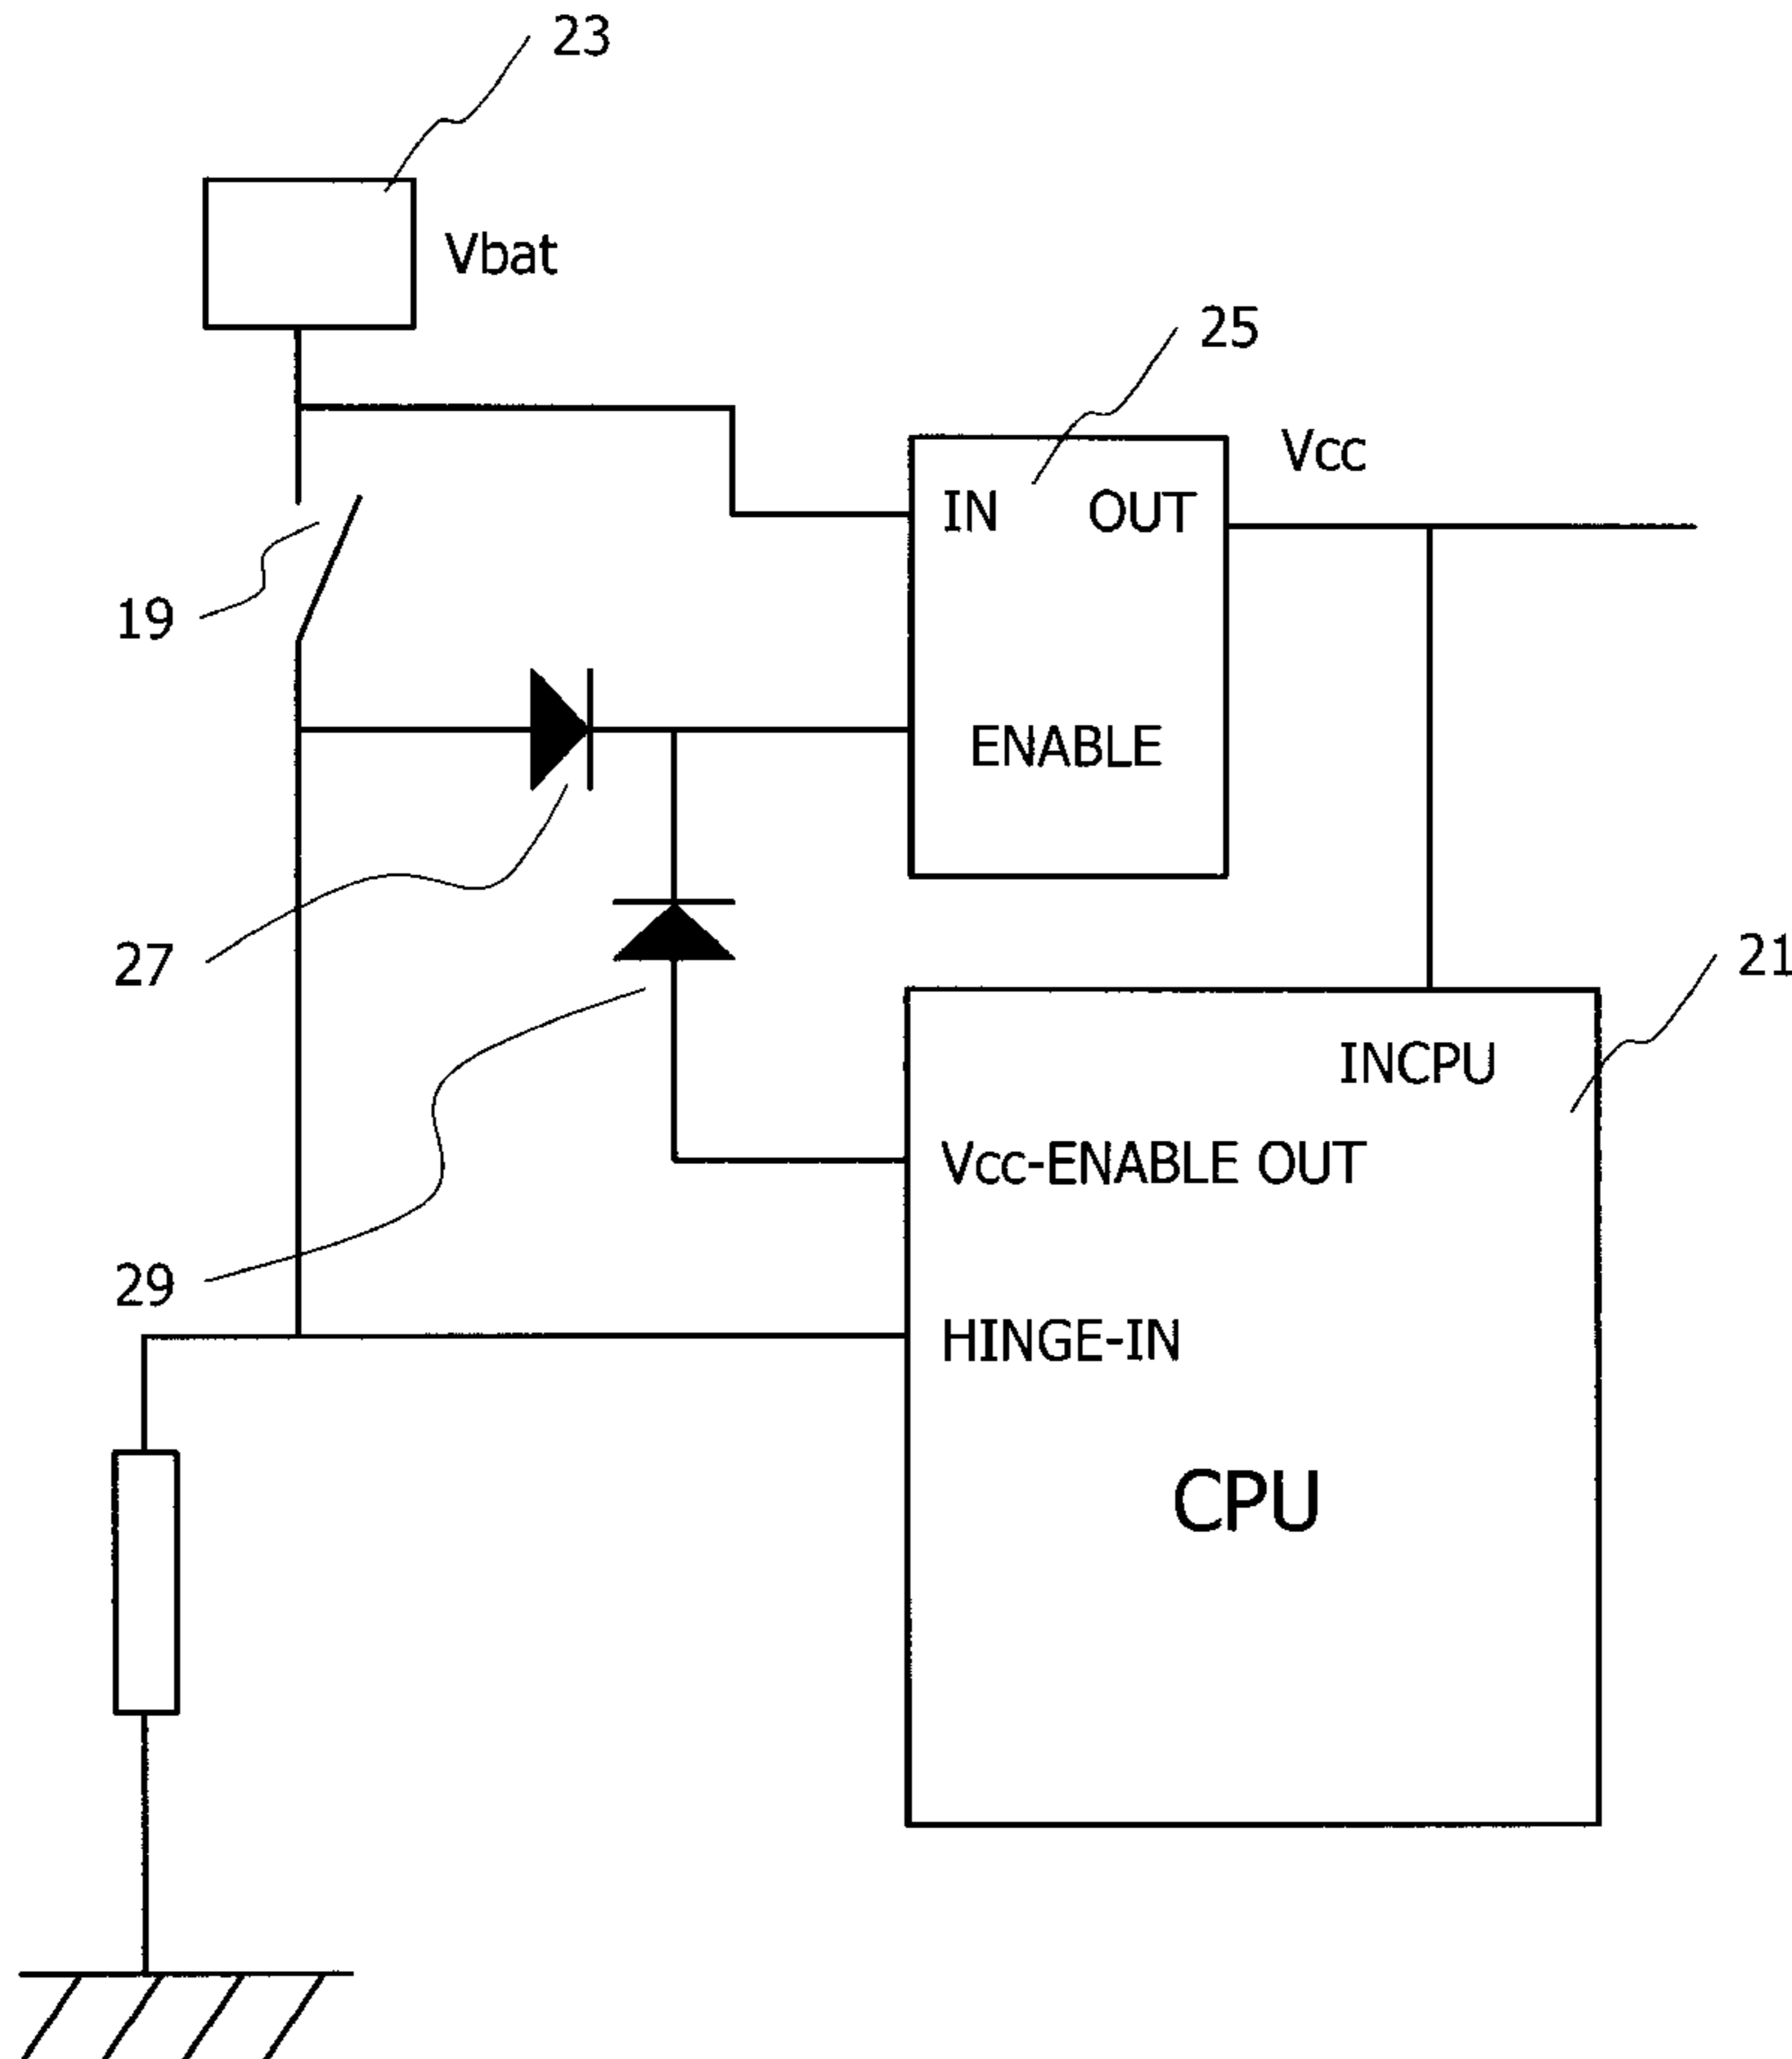 23
Vbat
25
Vcc
IN OUT
19
ENABLE
27
21
INCPU
Vcc-ENABLE OUT
29
HINGE-IN
CPU